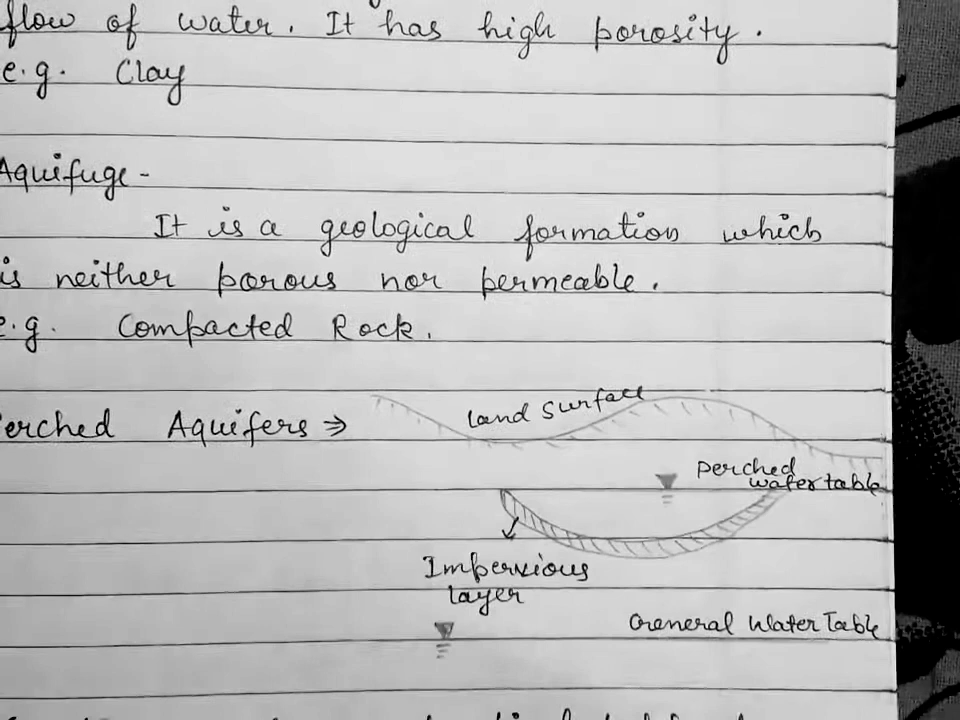 flow of water. It has high porosity.
e.g. Clay
Aquifuge -
It is a geological formation which
is neither porous nor permeable.
e.g. Compacted Rock.
erched Aquifers ⇒
Land Surface
Perched
water table
Impervious
layer
General Water Table